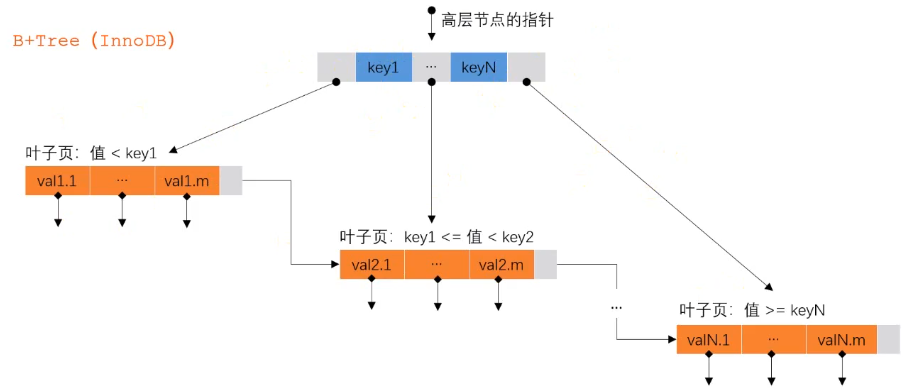 高层节点的指针
B+Tree（InnoDB）
key1 ... keyN
叶子页：值 < key1
val1.1 ... val1.m
叶子页：key1 <= 值 < key2
val2.1 ... val2.m
...
叶子页：值 >= keyN
valN.1 ... valN.m